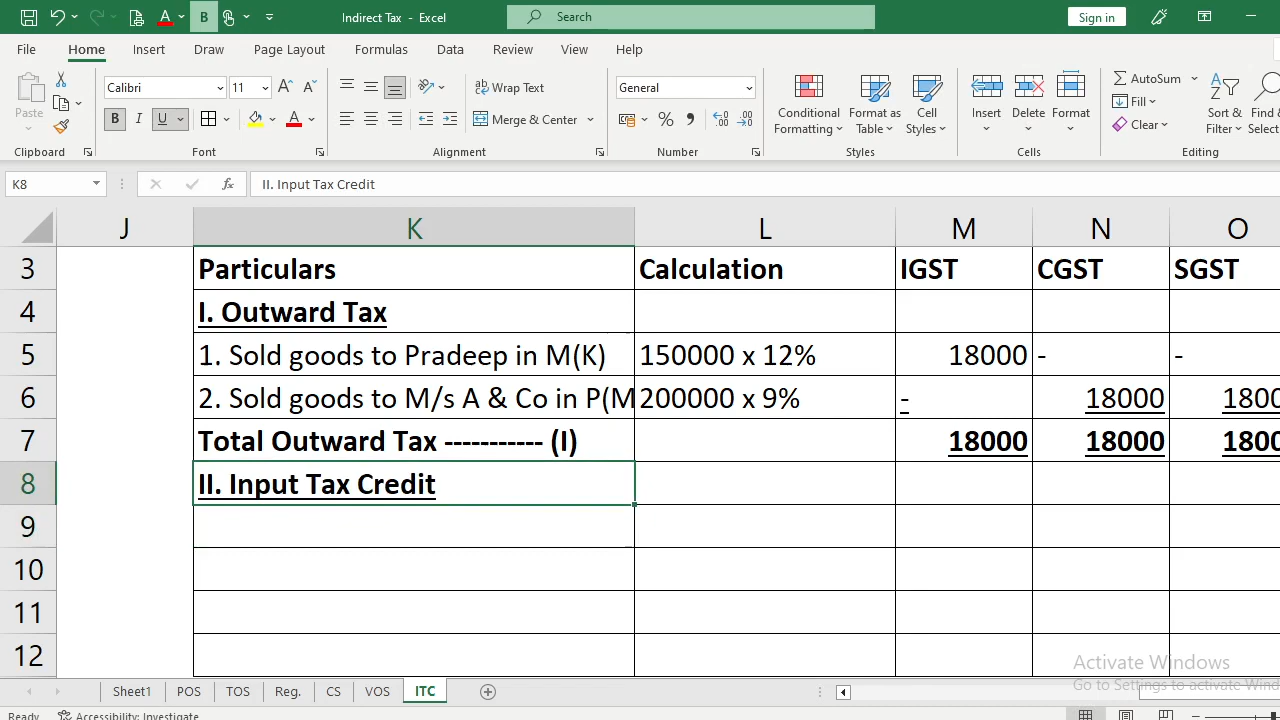 Indirect Tax - Excel
Search
Sign in
File Home Insert Draw Page Layout Formulas Data Review View Help
Paste
Calibri 11
B I U
Wrap Text
Merge & Center
General
Conditional Formatting
Format as Table
Cell Styles
Insert Delete Format
AutoSum
Fill
Clear
Sort & Filter
Find & Select
Clipboard Font Alignment Number Styles Cells Editing
K8 fx II. Input Tax Credit
J K L M N O
3 Particulars Calculation IGST CGST SGST
4 I. Outward Tax
5 1. Sold goods to Pradeep in M(K) 150000 x 12% 18000 - -
6 2. Sold goods to M/s A & Co in P(M 200000 x 9% - 18000 1800
7 Total Outward Tax ----------- (I) 18000 18000 1800
8 II. Input Tax Credit
9
10
11
12
Activate Windows
Go to Settings to activate Wind
Sheet1 POS TOS Reg. CS VOS ITC
Ready Accessibility: Investigate